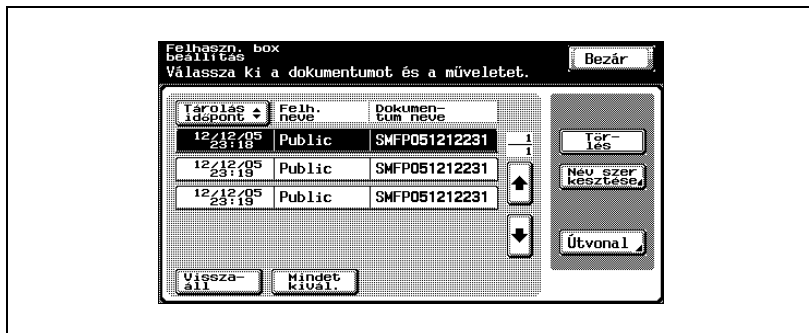 Felhaszn. box
beállítás
Válassza ki a dokumentumot és a műveletet.
Bezár
Tárolás
időpont
Felh.
neve
Dokumen-
tum neve
12/12/05
23:18
Public
SMFP051212231
1
1
12/12/05
23:19
Public
SMFP051212231
12/12/05
23:19
Public
SMFP051212231
Tör-
lés
Név szer
kesztése
Útvonal
Vissza-
áll
Mindet
kivál.